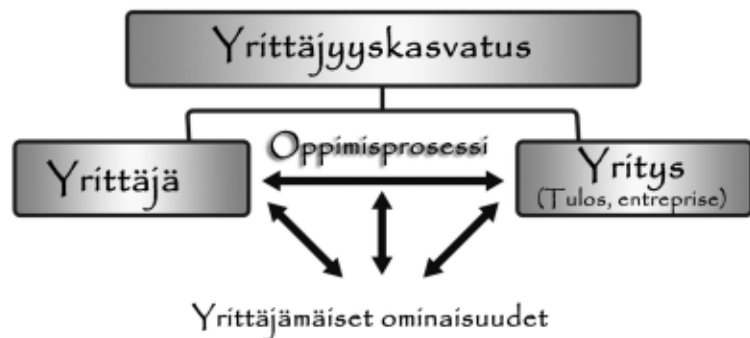 Yrittäjyyskasvatus
Oppimisprosessi
Yrittäjä
Yritys
(Tulos, entreprise)
Yrittäjämäiset ominaisuudet